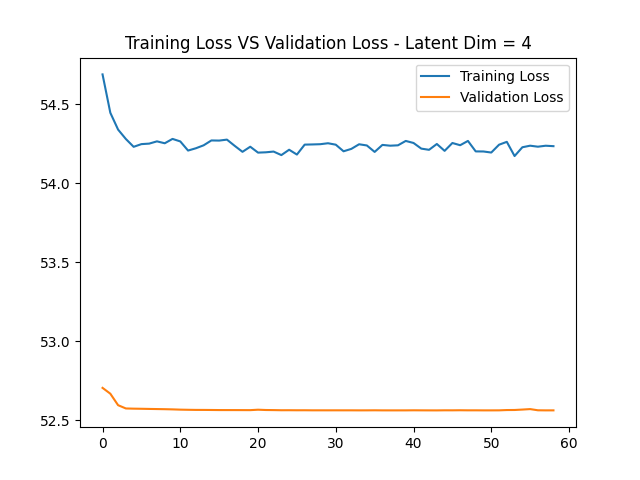 Training Loss VS Validation Loss - Latent Dim = 4
Training Loss
Validation Loss
54.5
54.0
53.5
53.0
52.5
0 10 20 30 40 50 60